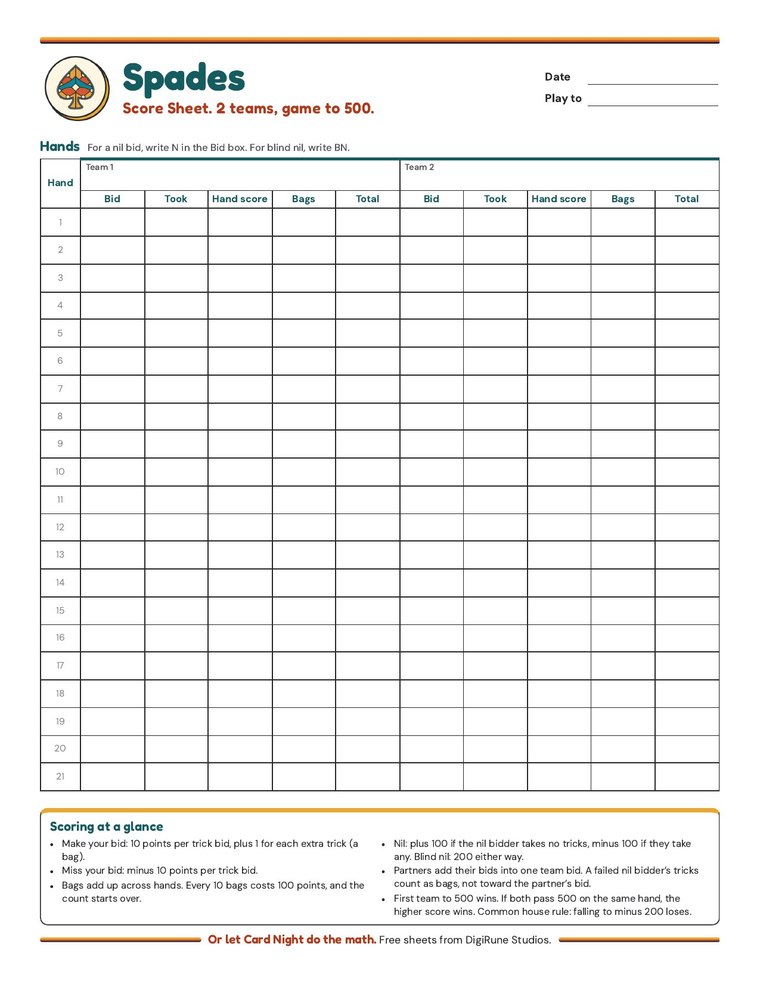 Spades
Score Sheet. 2 teams, game to 500.
Date
Play to
Hands For a nil bid, write N in the Bid box. For blind nil, write BN.
Hand Team 1 Team 2
Bid Took Hand score Bags Total Bid Took Hand score Bags Total
1
2
3
4
5
6
7
8
9
10
11
12
13
14
15
16
17
18
19
20
21
Scoring at a glance
• Make your bid: 10 points per trick bid, plus 1 for each extra trick (a
bag).
• Miss your bid: minus 10 points per trick bid.
• Bags add up across hands. Every 10 bags costs 100 points, and the
count starts over.
• Nil: plus 100 if the nil bidder takes no tricks, minus 100 if they take
any. Blind nil: 200 either way.
• Partners add their bids into one team bid. A failed nil bidder's tricks
count as bags, not toward the partner's bid.
• First team to 500 wins. If both pass 500 on the same hand, the
higher score wins. Common house rule: falling to minus 200 loses.
Or let Card Night do the math. Free sheets from DigiRune Studios.